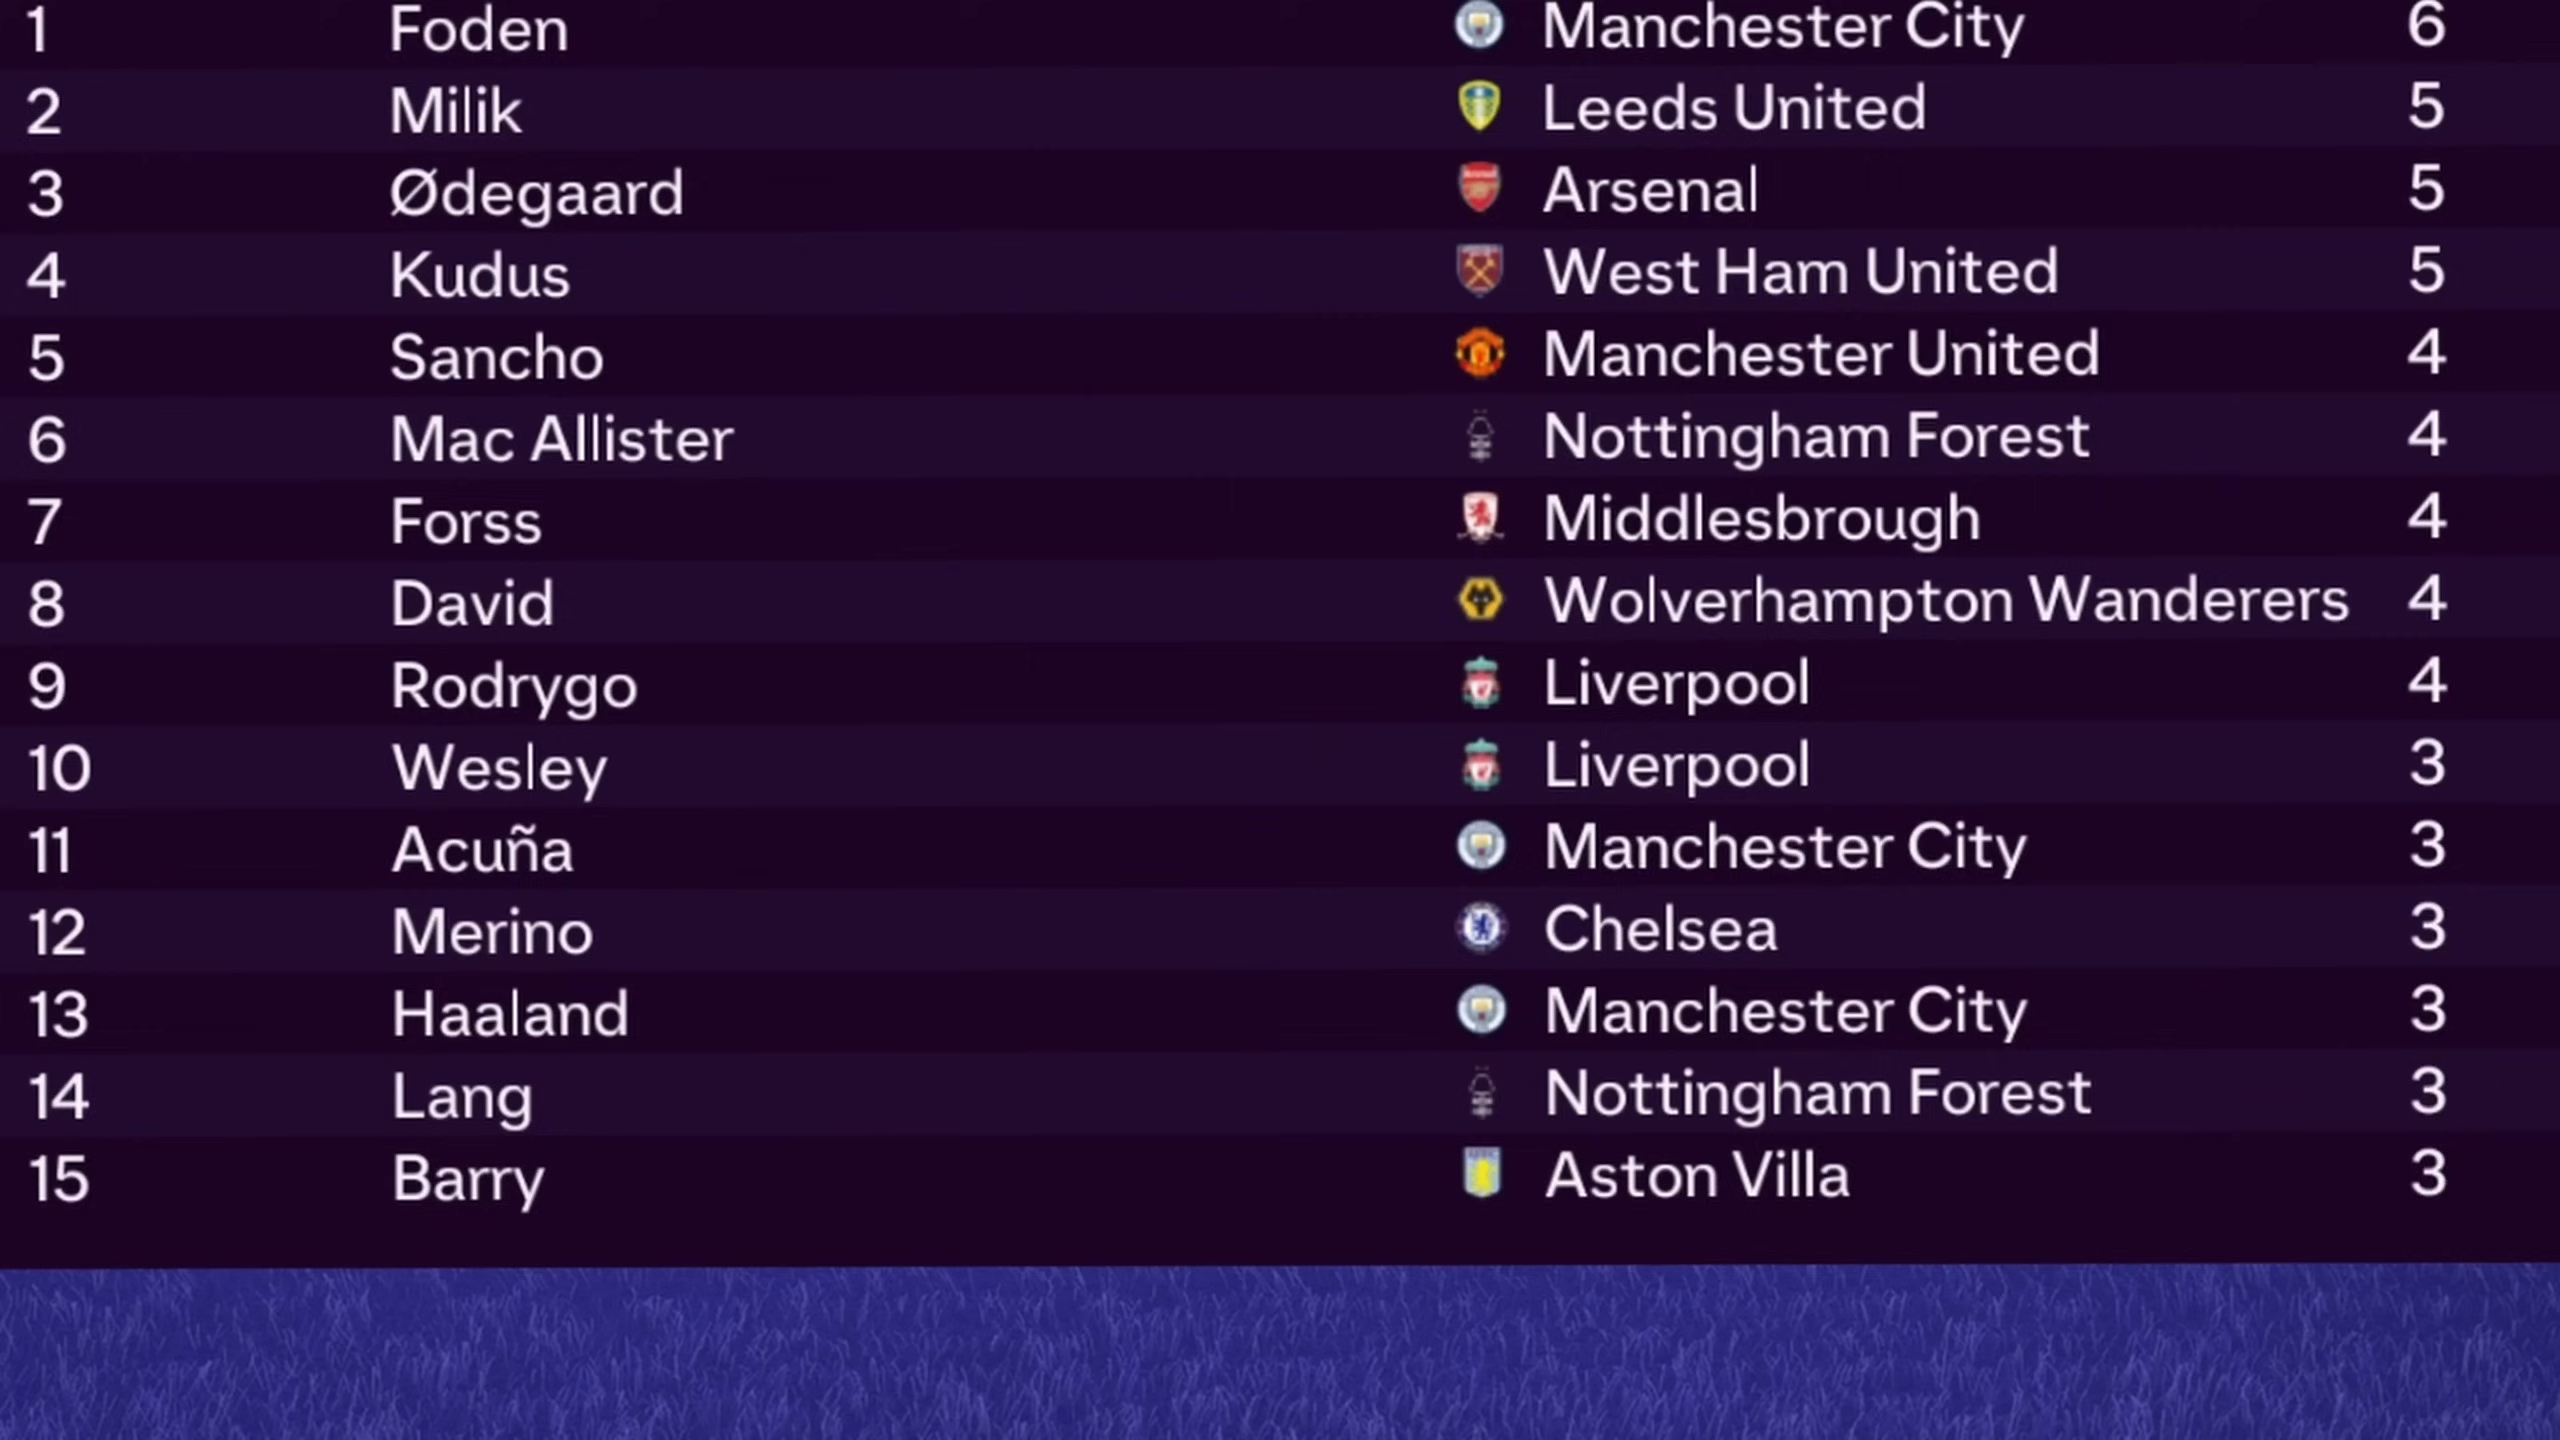 1 Foden Manchester City 6
2 Milik Leeds United 5
3 Ødegaard Arsenal 5
4 Kudus West Ham United 5
5 Sancho Manchester United 4
6 Mac Allister Nottingham Forest 4
7 Forss Middlesbrough 4
8 David Wolverhampton Wanderers 4
9 Rodrygo Liverpool 4
10 Wesley Liverpool 3
11 Acuña Manchester City 3
12 Merino Chelsea 3
13 Haaland Manchester City 3
14 Lang Nottingham Forest 3
15 Barry Aston Villa 3